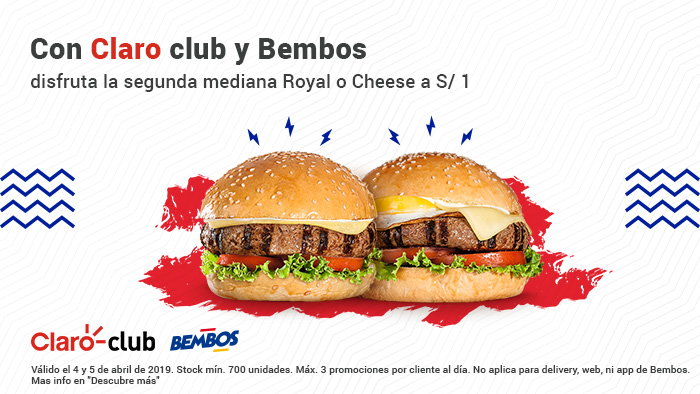 Con Claro club y Bembos
disfruta la segunda mediana Royal o Cheese a S/ 1
Claro-club
BEMBOS
Válido el 4 y 5 de abril de 2019. Stock mín. 700 unidades. Máx. 3 promociones por cliente al día. No aplica para delivery, web, ni app de Bembos.
Mas info en "Descubre más"